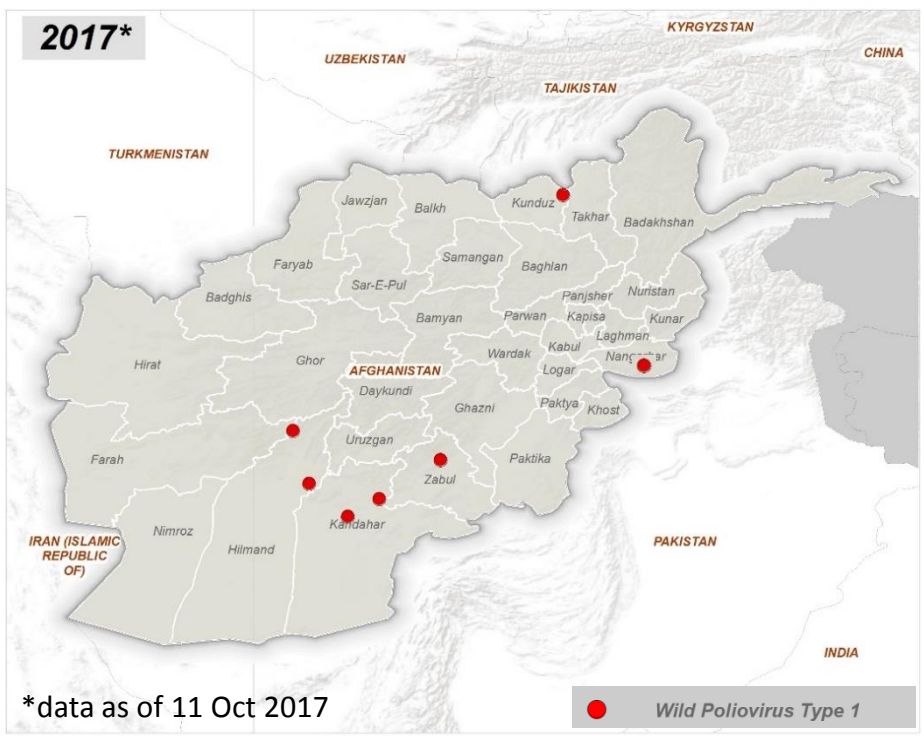 2017*
KYRGYZSTAN
UZBEKISTAN
CHINA
TAJIKISTAN
TURKMENISTAN
Jawzjan
Balkh
Kunduz
Takhar
Badakhshan
Faryab
Samangan
Baghlan
Sar-E-Pul
Badghis
Panjsher
Nuristan
Bamyan
Parwan
Kapisa
Kunar
Laghman
Hirat
Ghor
Wardak
Kabul
Nangarhar
AFGHANISTAN
Logar
Daykundi
Ghazni
Paktya
Khost
Farah
Uruzgan
Paktika
Zabul
Nimroz
Kandahar
Hilmand
IRAN (ISLAMIC
REPUBLIC
OF)
PAKISTAN
INDIA
*data as of 11 Oct 2017
Wild Poliovirus Type 1